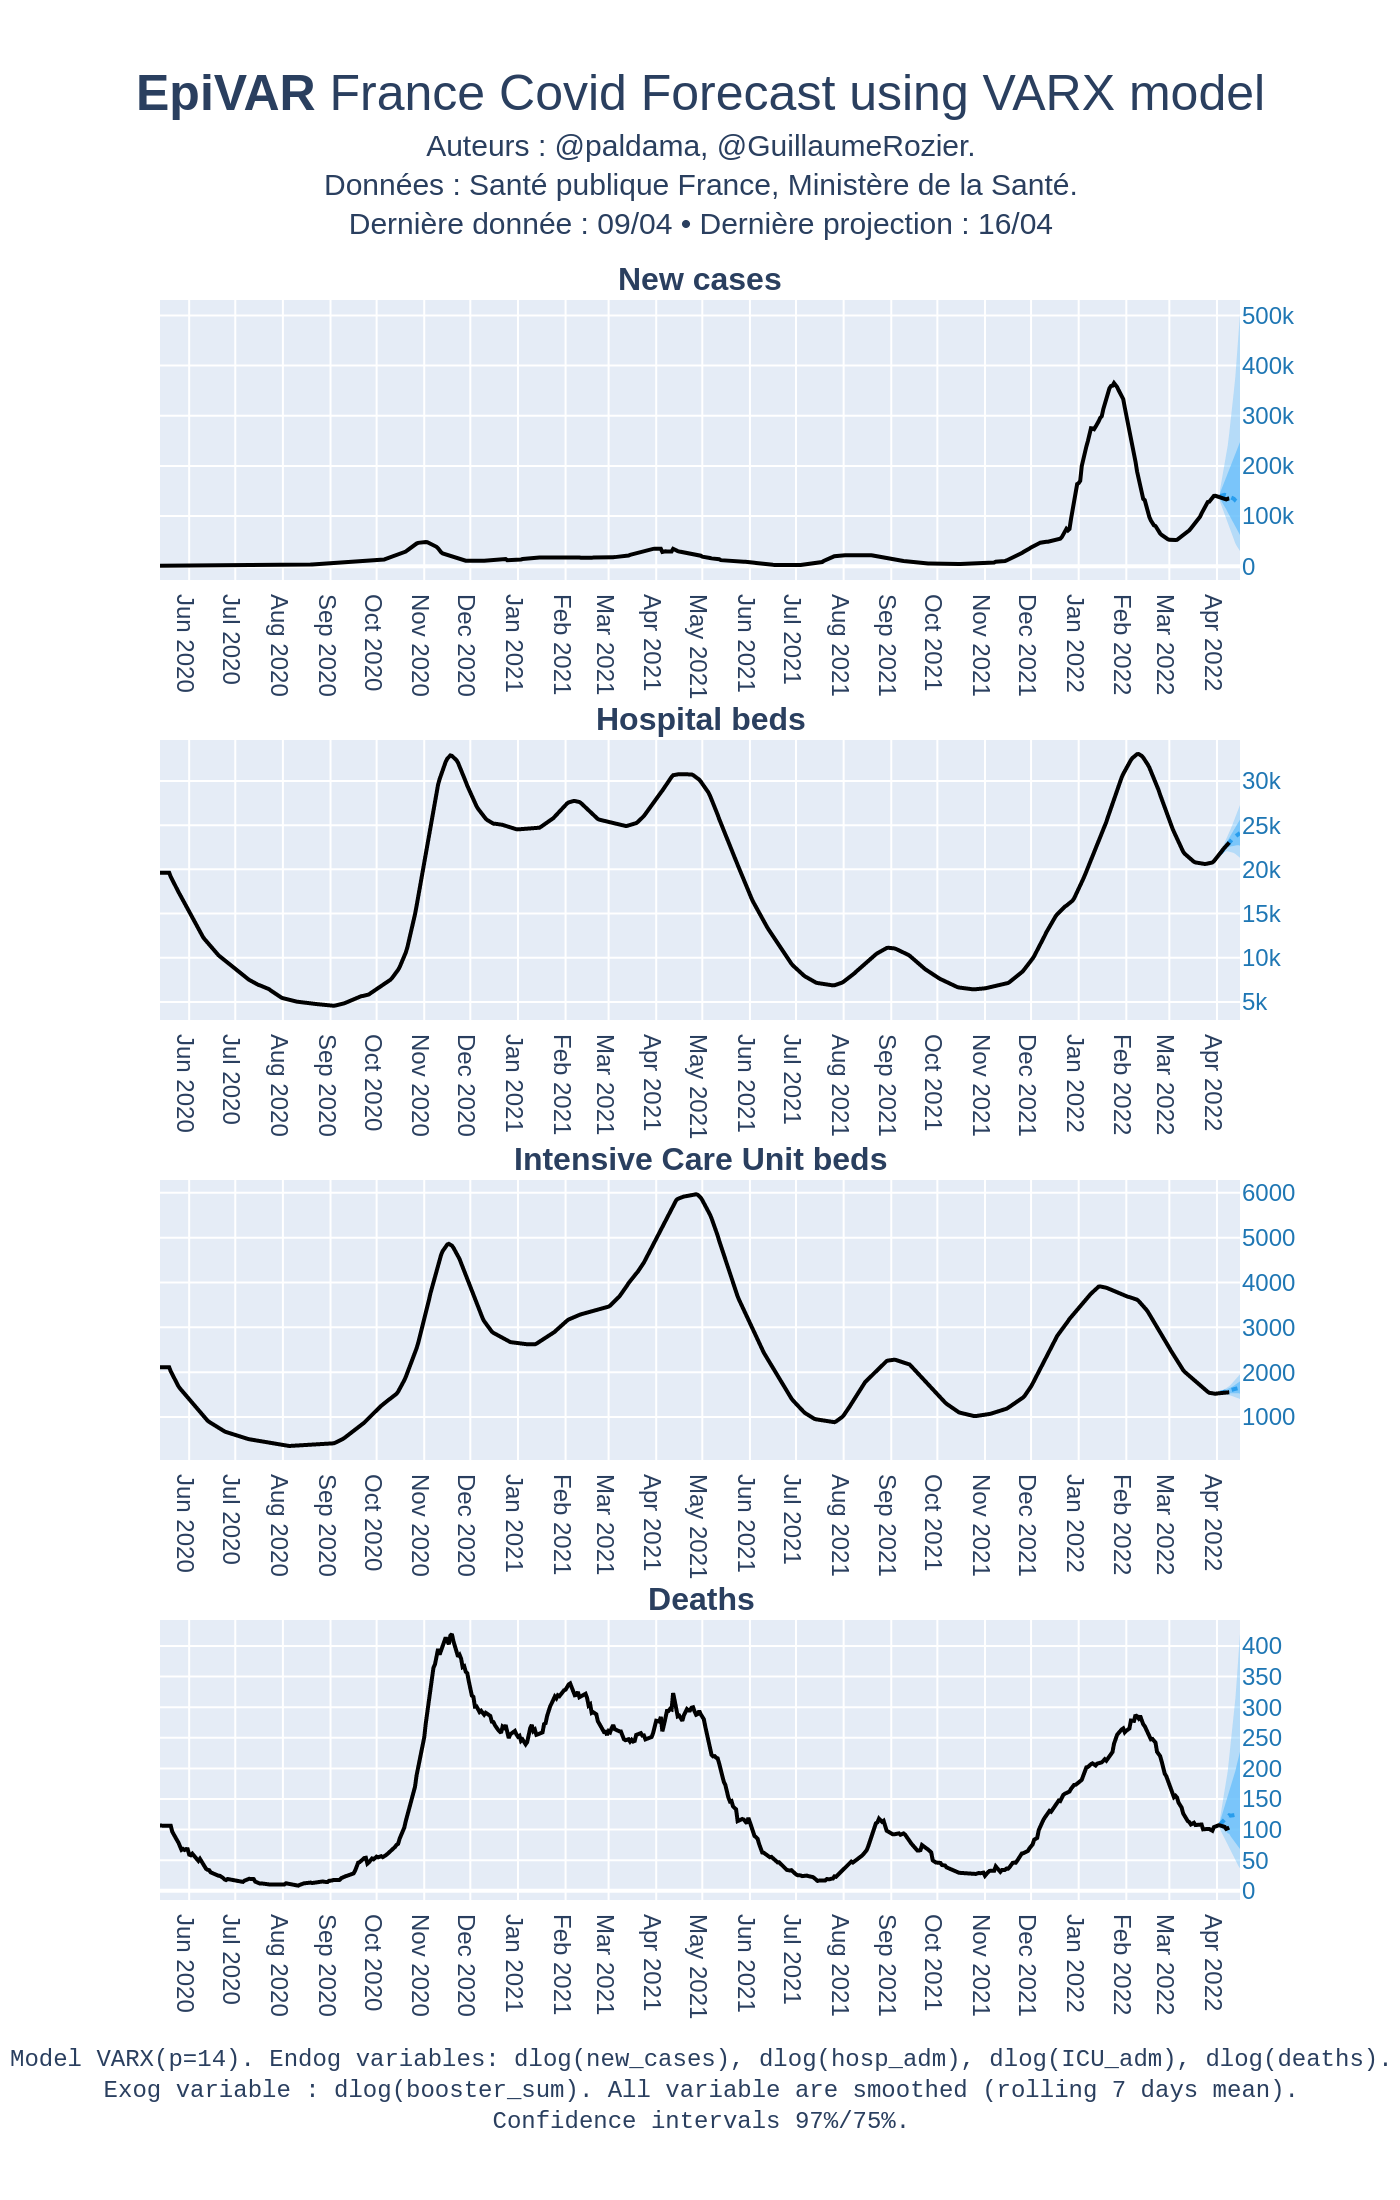 EpiVAR France Covid Forecast using VARX model
Auteurs : @paldama, @GuillaumeRozier.
Données : Santé publique France, Ministère de la Santé.
Dernière donnée : 09/04 • Dernière projection : 16/04
New cases
500k
400k
300k
200k
100k
0
Jun 2020 Jul 2020 Aug 2020 Sep 2020 Oct 2020 Nov 2020 Dec 2020 Jan 2021 Feb 2021 Mar 2021 Apr 2021 May 2021 Jun 2021 Jul 2021 Aug 2021 Sep 2021 Oct 2021 Nov 2021 Dec 2021 Jan 2022 Feb 2022 Mar 2022 Apr 2022
Hospital beds
30k
25k
20k
15k
10k
5k
Jun 2020 Jul 2020 Aug 2020 Sep 2020 Oct 2020 Nov 2020 Dec 2020 Jan 2021 Feb 2021 Mar 2021 Apr 2021 May 2021 Jun 2021 Jul 2021 Aug 2021 Sep 2021 Oct 2021 Nov 2021 Dec 2021 Jan 2022 Feb 2022 Mar 2022 Apr 2022
Intensive Care Unit beds
6000
5000
4000
3000
2000
1000
Jun 2020 Jul 2020 Aug 2020 Sep 2020 Oct 2020 Nov 2020 Dec 2020 Jan 2021 Feb 2021 Mar 2021 Apr 2021 May 2021 Jun 2021 Jul 2021 Aug 2021 Sep 2021 Oct 2021 Nov 2021 Dec 2021 Jan 2022 Feb 2022 Mar 2022 Apr 2022
Deaths
400
350
300
250
200
150
100
50
0
Jun 2020 Jul 2020 Aug 2020 Sep 2020 Oct 2020 Nov 2020 Dec 2020 Jan 2021 Feb 2021 Mar 2021 Apr 2021 May 2021 Jun 2021 Jul 2021 Aug 2021 Sep 2021 Oct 2021 Nov 2021 Dec 2021 Jan 2022 Feb 2022 Mar 2022 Apr 2022
Model VARX(p=14). Endog variables: dlog(new_cases), dlog(hosp_adm), dlog(ICU_adm), dlog(deaths).
Exog variable : dlog(booster_sum). All variable are smoothed (rolling 7 days mean).
Confidence intervals 97%/75%.